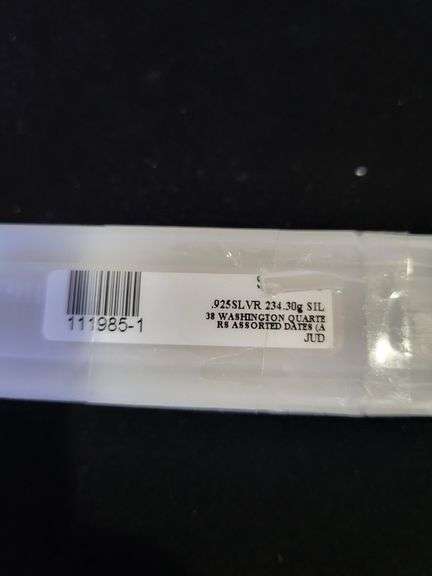 .925SLVR 234.30g SIL
38 WASHINGTON QUARTE
RS ASSORTED DATES (A
JUD
111985-1